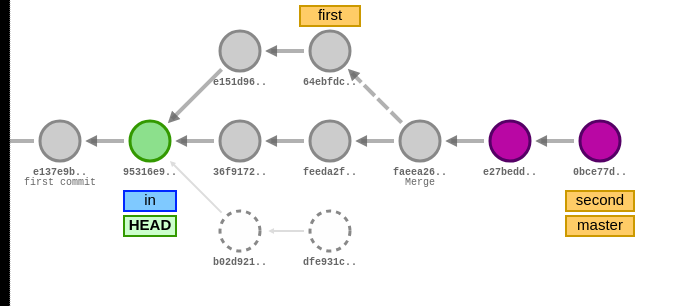 first
e151d96..
64ebfdc..
e137e9b..
first commit
95316e9..
36f9172..
feeda2f..
faeea26..
Merge
e27bedd..
0bce77d..
in
HEAD
second
master
b02d921..
dfe931c..